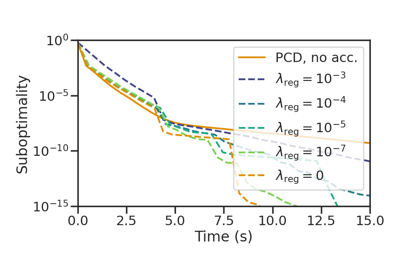 10⁰
10⁻⁵
10⁻¹⁰
10⁻¹⁵
Suboptimality
PCD, no acc.
λreg = 10⁻³
λreg = 10⁻⁴
λreg = 10⁻⁵
λreg = 10⁻⁷
λreg = 0
0.0 2.5 5.0 7.5 10.0 12.5 15.0
Time (s)